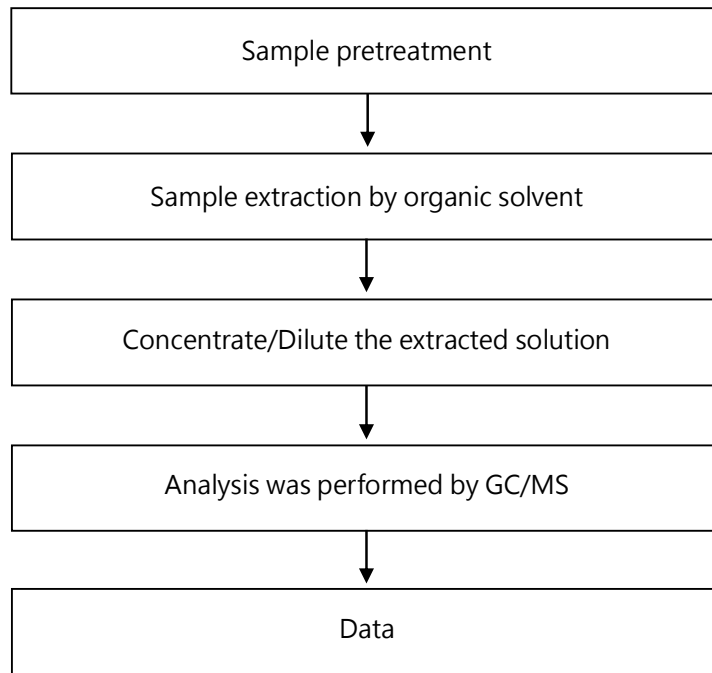 Sample pretreatment
Sample extraction by organic solvent
Concentrate/Dilute the extracted solution
Analysis was performed by GC/MS
Data